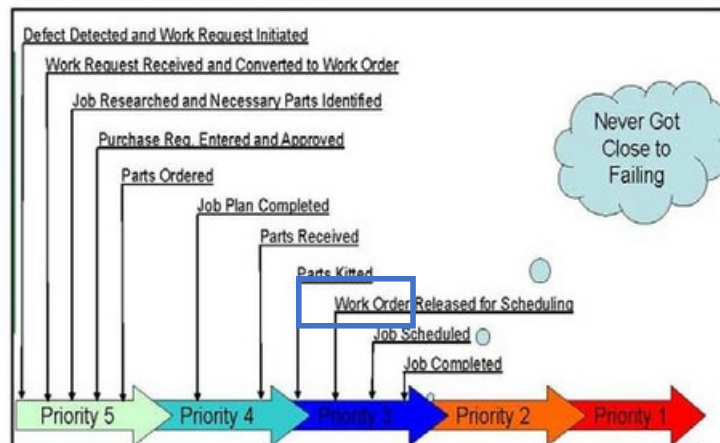 Defect Detected and Work Request Initiated
Work Request Received and Converted to Work Order
Job Researched and Necessary Parts Identified
Purchase Req. Entered and Approved
Parts Ordered
Job Plan Completed
Parts Received
Parts Kitted
Work Order Released for Scheduling
Job Scheduled
Job Completed
Never Got
Close to
Failing
Priority 5
Priority 4
Priority 3
Priority 2
Priority 1